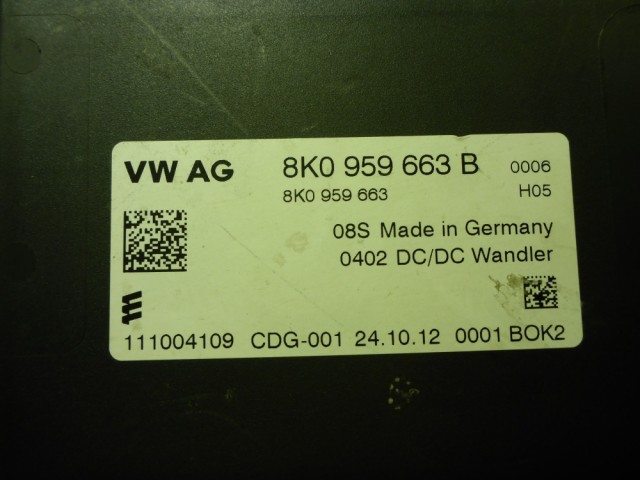 VW AG 8K0 959 663 B 0006
8K0 959 663 H05
08S Made in Germany
0402 DC/DC Wandler
111004109 CDG-001 24.10.12 0001 BOK2